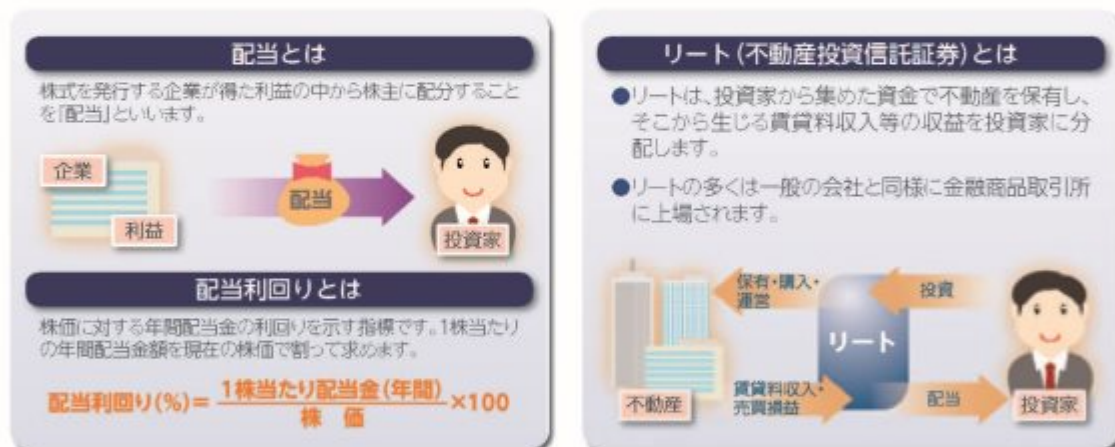 配当とは
株式を発行する企業が得た利益の中から株主に配分すること
を「配当」といいます。
企業
利益
配当
投資家
配当利回りとは
株価に対する年間配当金の利回りを示す指標です。1株当たり
の年間配当金額を現在の株価で割って求めます。
配当利回り(%)= 1株当たり配当金(年間) ×100
株 価
リート(不動産投資信託証券)とは
●リートは、投資家から集めた資金で不動産を保有し、
そこから生じる賃貸料収入等の収益を投資家に分
配します。
●リートの多くは一般の会社と同様に金融商品取引所
に上場されます。
保有・購入・
運営
投資
リート
不動産
賃貸料収入・
売買損益
配当
投資家